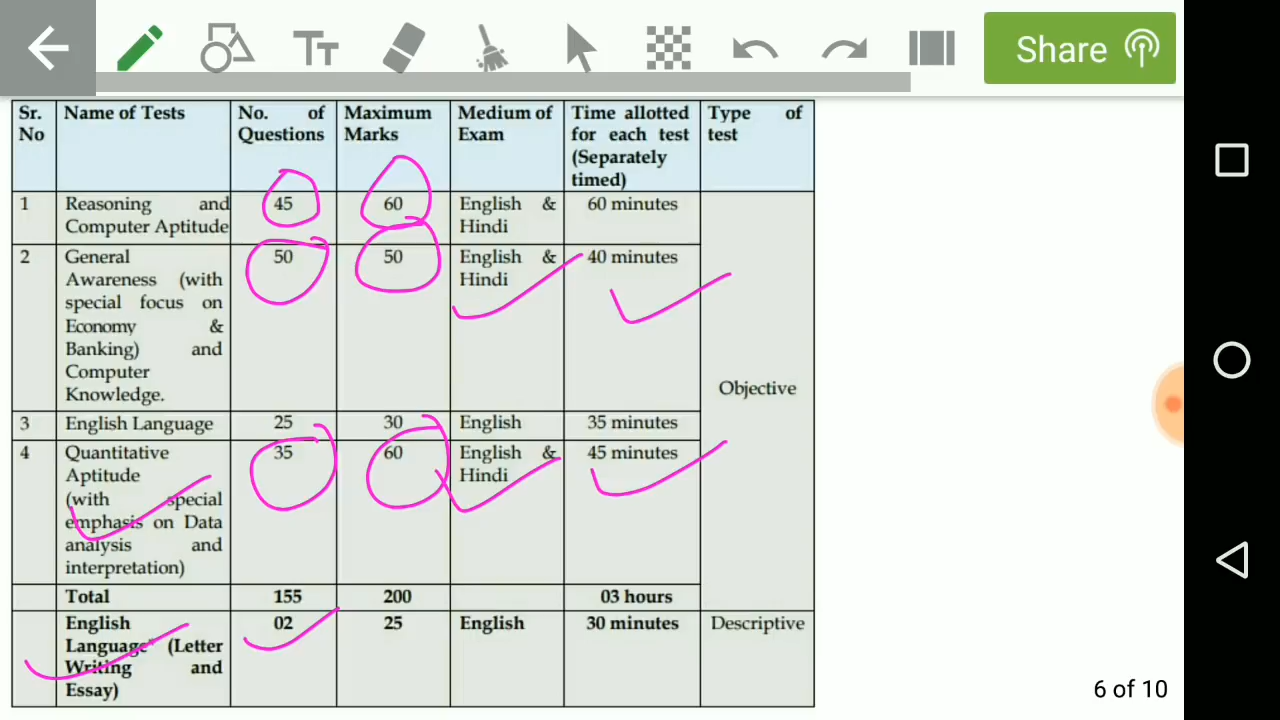 TT
Share
Sr. No
Name of Tests
No. of Questions
Maximum Marks
Medium of Exam
Time allotted for each test (Separately timed)
Type of test
1
Reasoning and
Computer Aptitude
45
60
English &
Hindi
60 minutes
2
General
Awareness (with
special focus on
Economy &
Banking) and
Computer
Knowledge.
50
50
English &
Hindi
40 minutes
Objective
3
English Language
25
30
English
35 minutes
4
Quantitative
Aptitude
(with special
emphasis on Data
analysis and
interpretation)
35
60
English &
Hindi
45 minutes
Total
155
200
03 hours
English
Language* (Letter
Writing and
Essay)
02
25
English
30 minutes
Descriptive
6 of 10